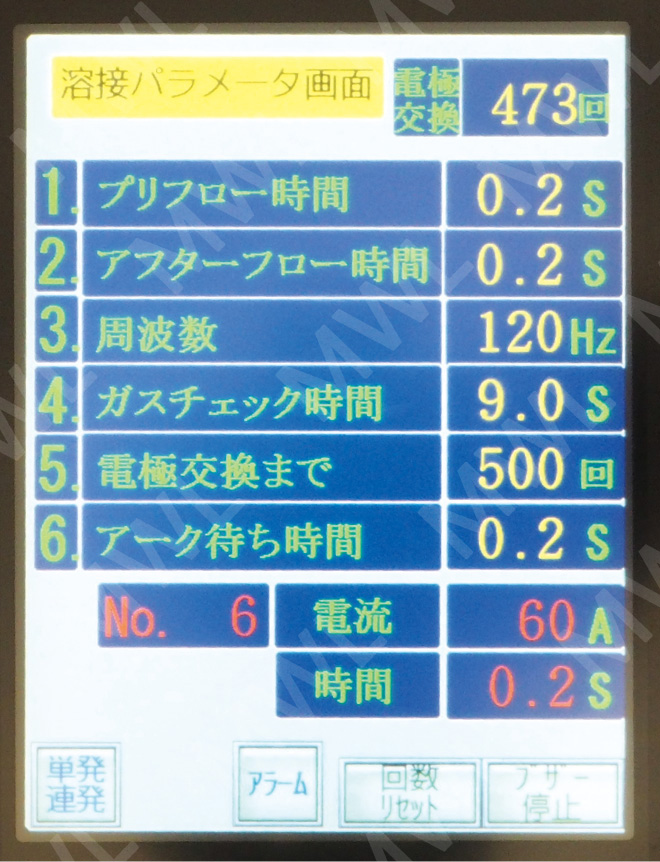 溶接パラメータ画面
電極
交換
473回
1. プリフロー時間 0.2 S
2. アフターフロー時間 0.2 S
3. 周波数 120 Hz
4. ガスチェック時間 9.0 S
5. 電極交換まで 500 回
6. アーク待ち時間 0.2 S
No. 6 電流 60 A
時間 0.2 S
単発
連発
アラーム
回数
リセット
ブザー
停止
MWL